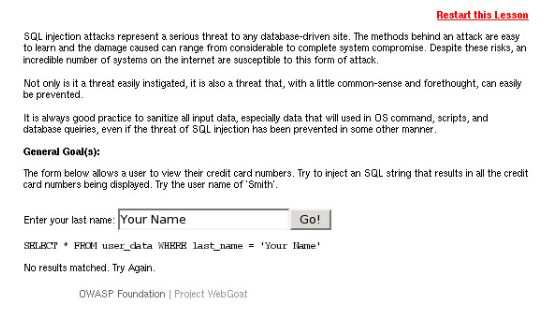 Restart this Lesson
SQL injection attacks represent a serious threat to any database-driven site. The methods behind an attack are easy
to learn and the damage caused can range from considerable to complete system compromise. Despite these risks, an
incredible number of systems on the internet are susceptible to this form of attack.
Not only is it a threat easily instigated, it is also a threat that, with a little common-sense and forethought, can easily
be prevented.
It is always good practice to sanitize all input data, especially data that will used in OS command, scripts, and
database queiries, even if the threat of SQL injection has been prevented in some other manner.
General Goal(s):
The form below allows a user to view their credit card numbers. Try to inject an SQL string that results in all the credit
card numbers being displayed. Try the user name of 'Smith'.
Enter your last name: Your Name Go!
SELECT * FROM user_data WHERE last_name = 'Your Name'
No results matched. Try Again.
OWASP Foundation | Project WebGoat